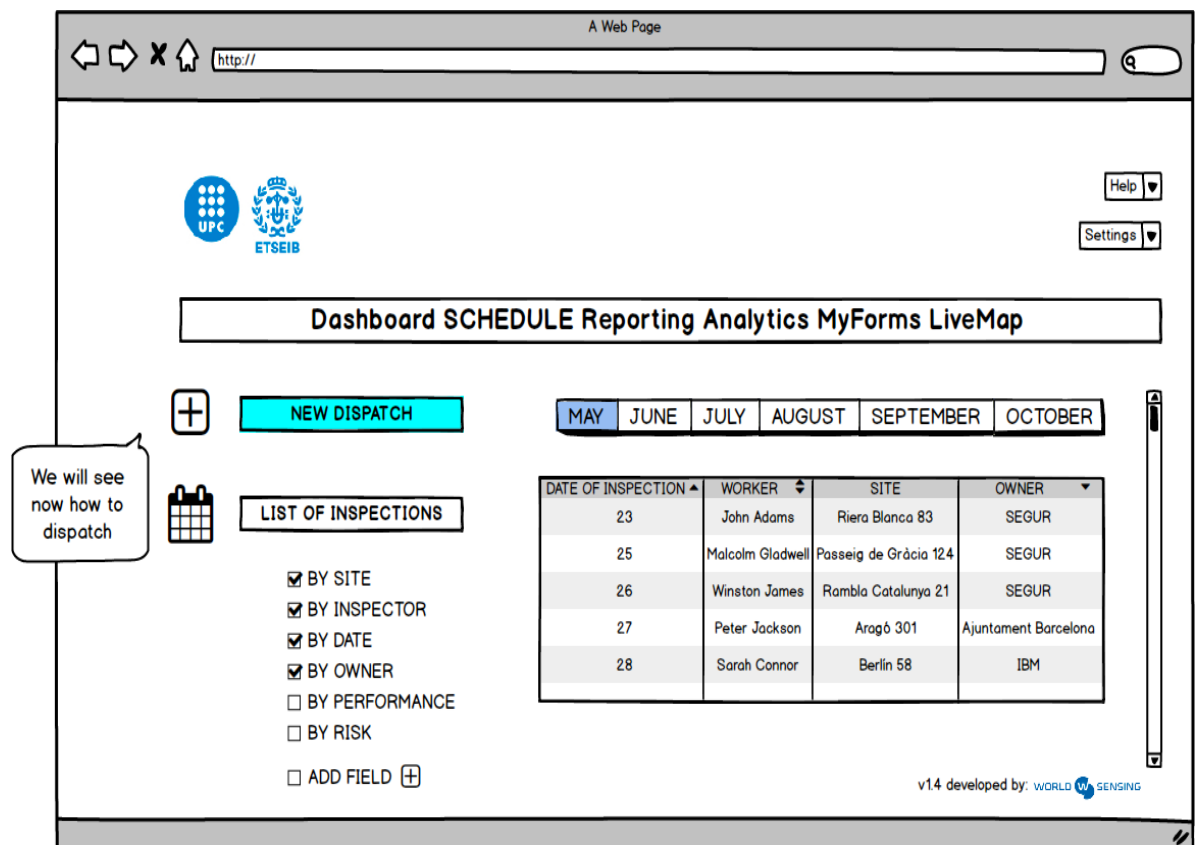 A Web Page
http://
UPC
ETSEIB
Help
Settings
Dashboard SCHEDULE Reporting Analytics MyForms LiveMap
NEW DISPATCH
We will see
now how to
dispatch
LIST OF INSPECTIONS
BY SITE
BY INSPECTOR
BY DATE
BY OWNER
BY PERFORMANCE
BY RISK
ADD FIELD
MAY JUNE JULY AUGUST SEPTEMBER OCTOBER
DATE OF INSPECTION WORKER SITE OWNER
23 John Adams Riera Blanca 83 SEGUR
25 Malcolm Gladwell Passeig de Gràcia 124 SEGUR
26 Winston James Rambla Catalunya 21 SEGUR
27 Peter Jackson Aragó 301 Ajuntament Barcelona
28 Sarah Connor Berlín 58 IBM
v1.4 developed by: WORLD W SENSING